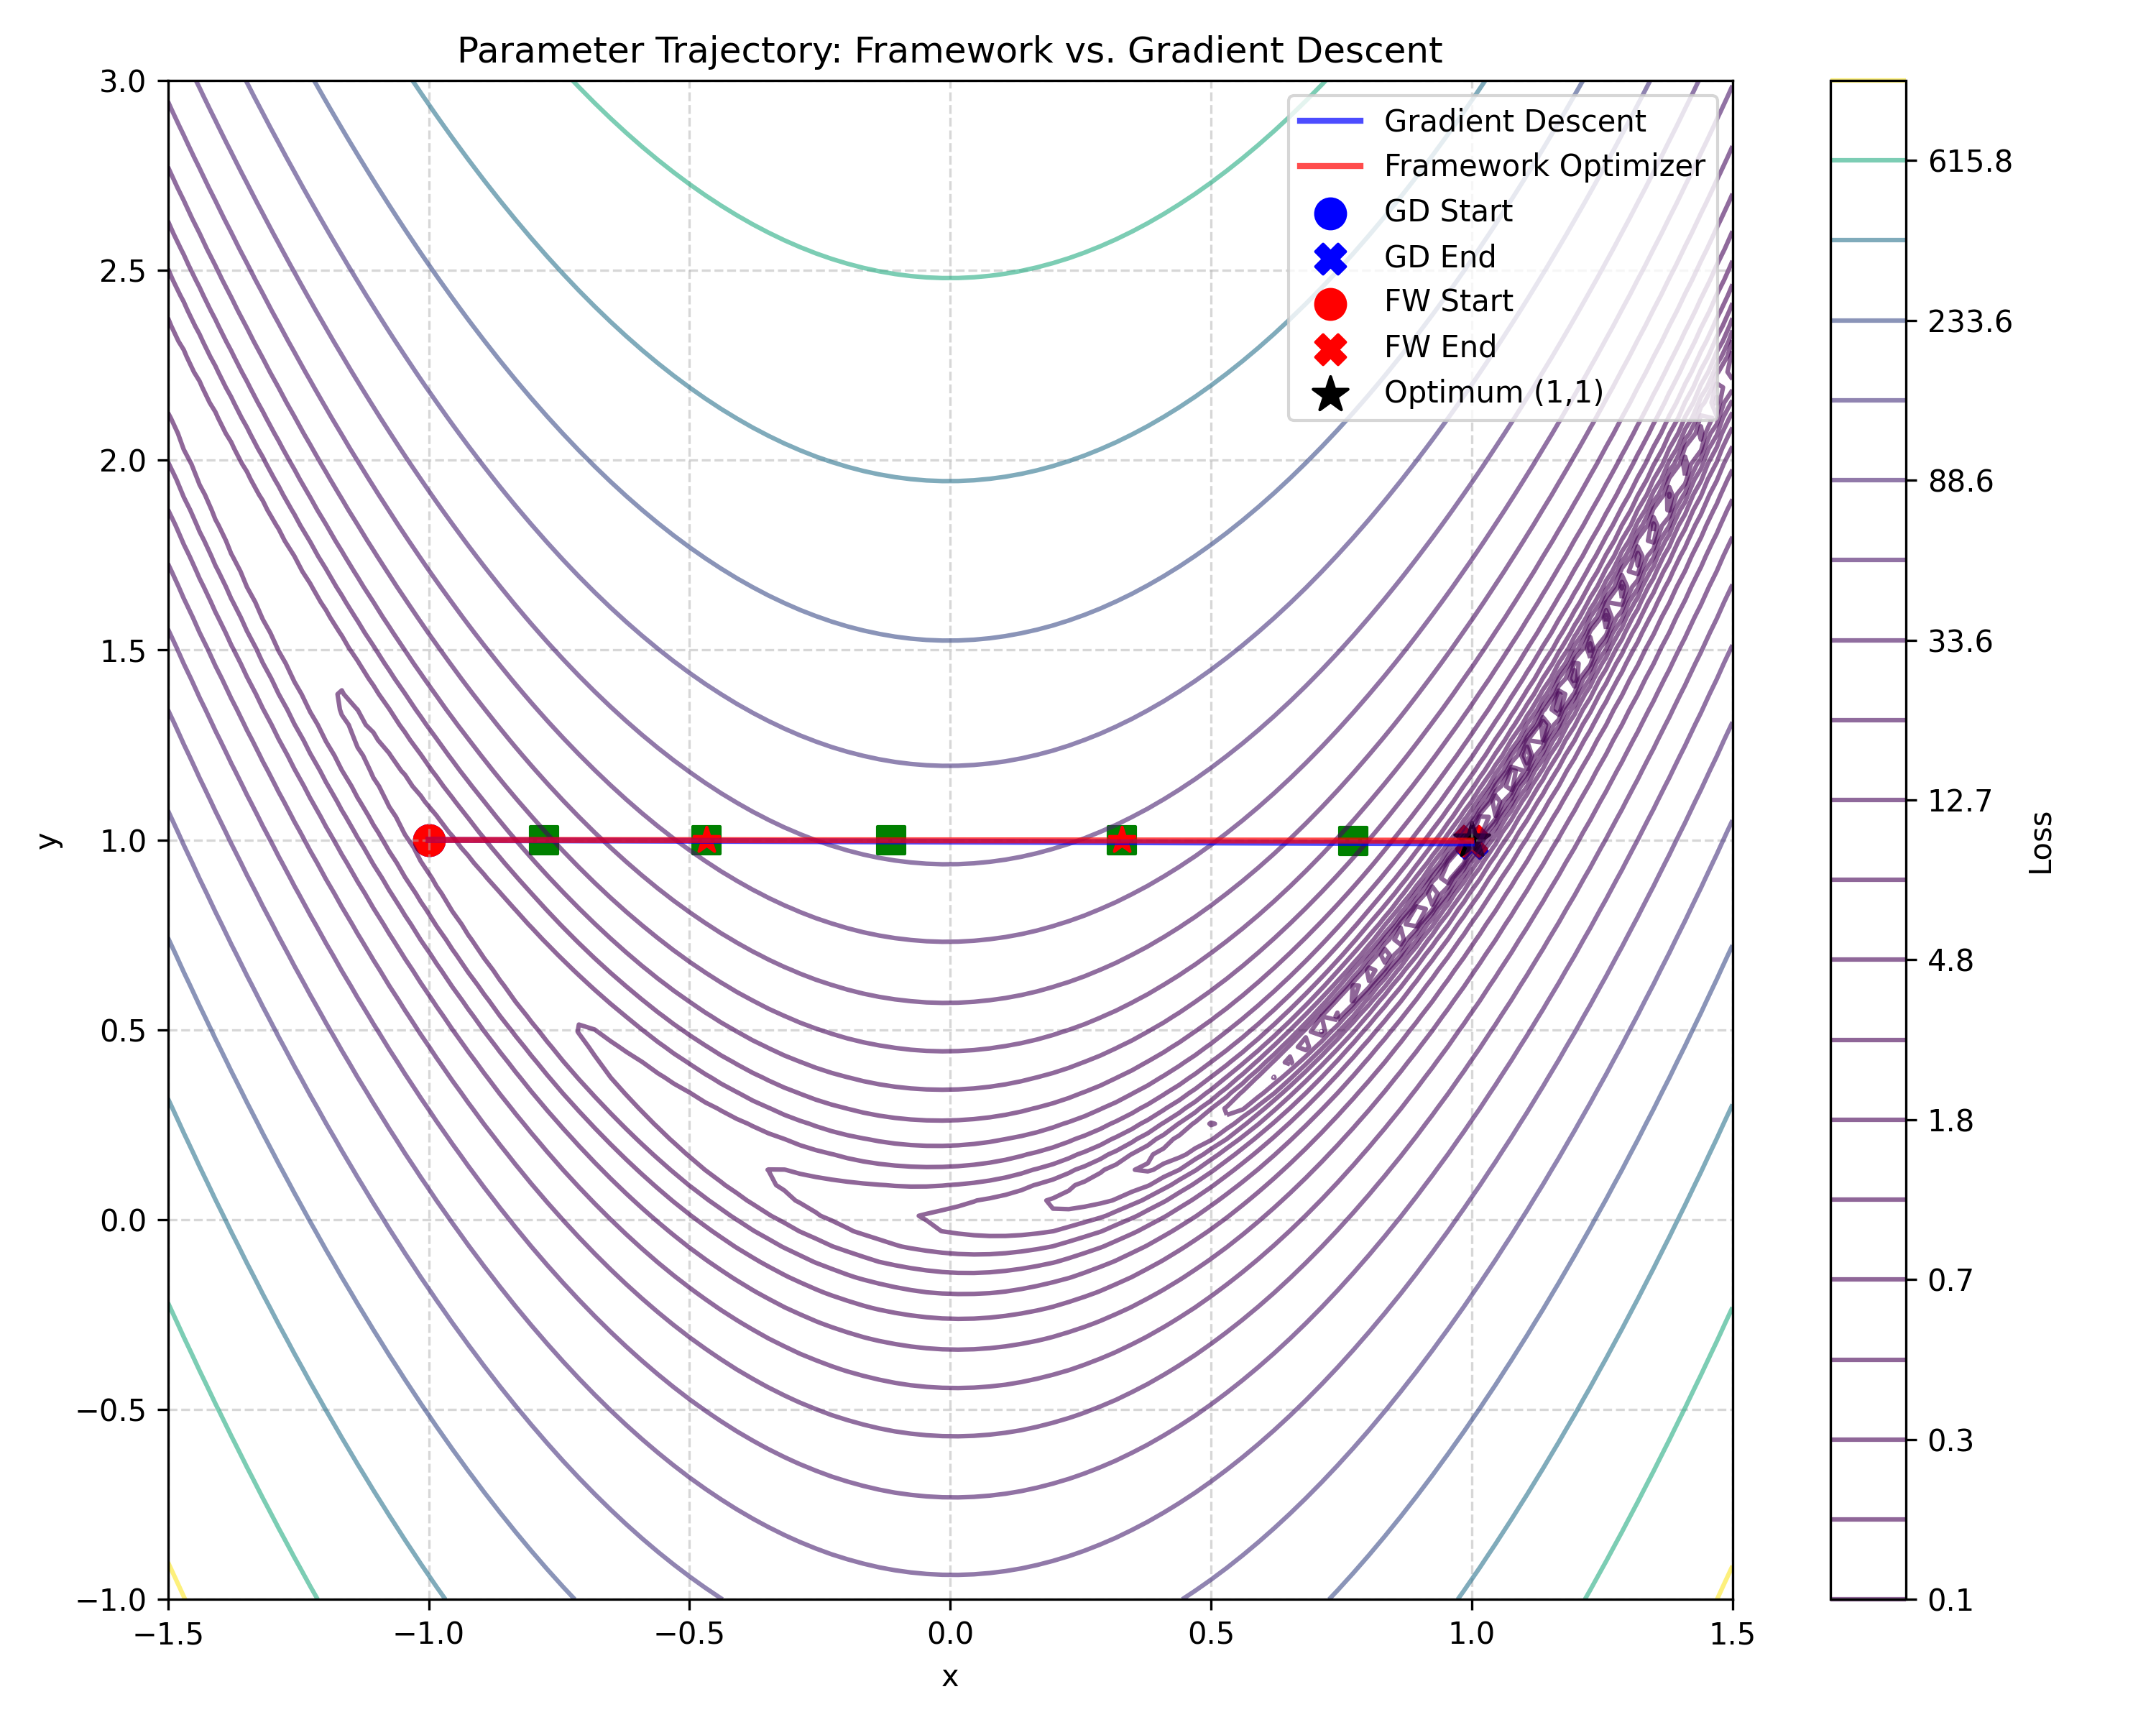 Parameter Trajectory: Framework vs. Gradient Descent
3.0
2.5
2.0
1.5
1.0
0.5
0.0
−0.5
−1.0
y
−1.5
−1.0
−0.5
0.0
0.5
1.0
1.5
x
Gradient Descent
Framework Optimizer
GD Start
GD End
FW Start
FW End
Optimum (1,1)
615.8
233.6
88.6
33.6
12.7
4.8
1.8
0.7
0.3
0.1
Loss